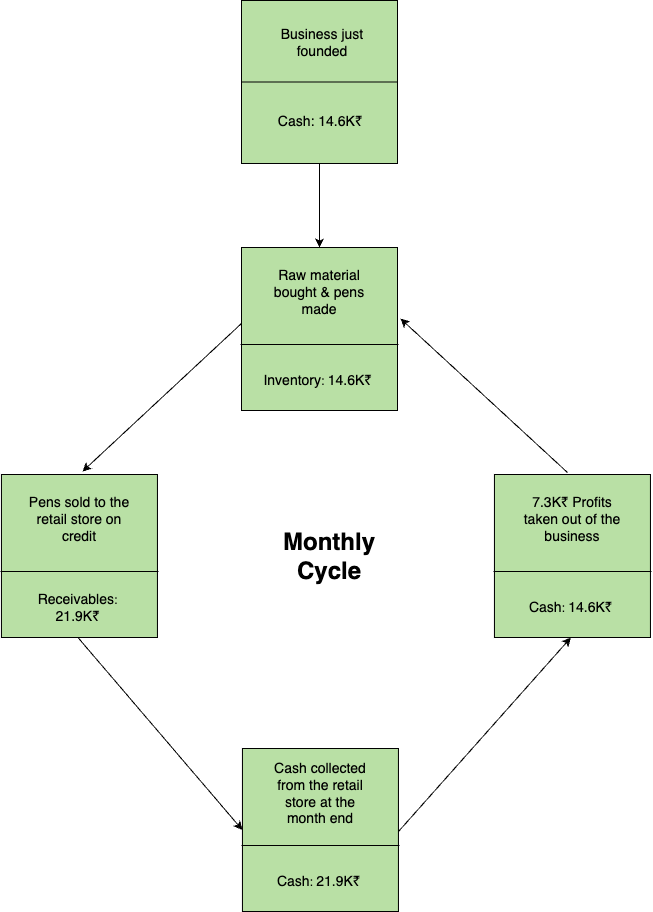 Business just
founded
Cash: 14.6K₹
Raw material
bought & pens
made
Inventory: 14.6K₹
Pens sold to the
retail store on
credit
Receivables:
21.9K₹
Monthly
Cycle
7.3K₹ Profits
taken out of the
business
Cash: 14.6K₹
Cash collected
from the retail
store at the
month end
Cash: 21.9K₹